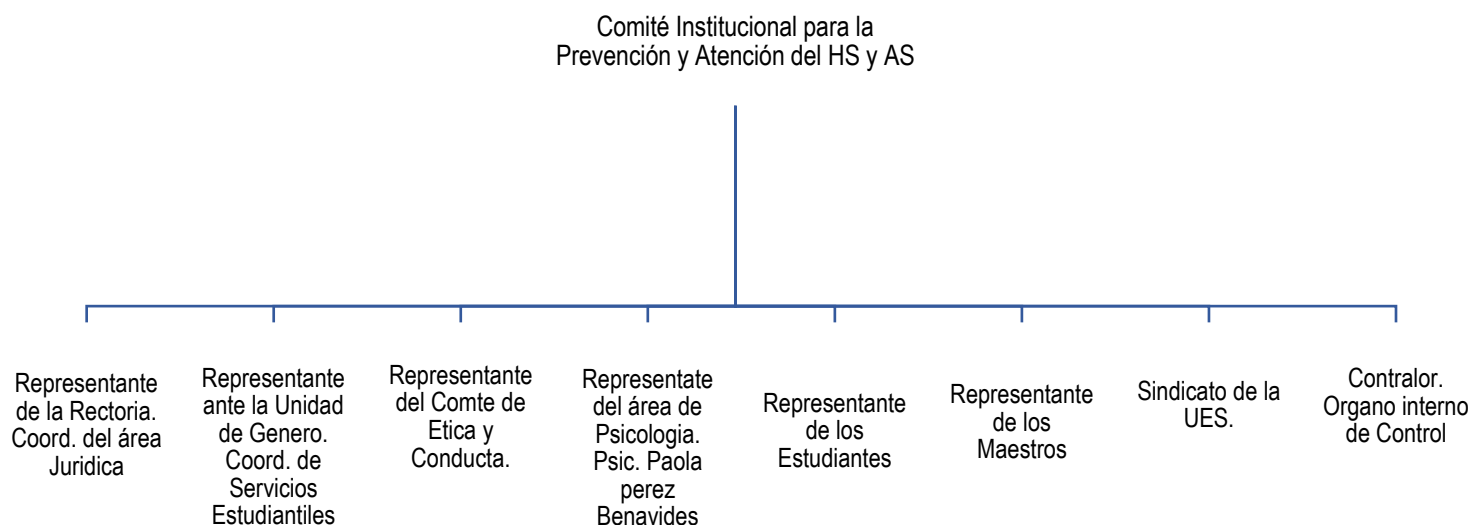 Comité Institucional para la
Prevención y Atención del HS y AS
Representante
de la Rectoria.
Coord. del área
Juridica
Representante
ante la Unidad
de Genero.
Coord. de
Servicios
Estudiantiles
Representante
del Comte de
Etica y
Conducta.
Representate
del área de
Psicologia.
Psic. Paola
perez
Benavides
Representante
de los
Estudiantes
Representante
de los
Maestros
Sindicato de la
UES.
Contralor.
Organo interno
de Control